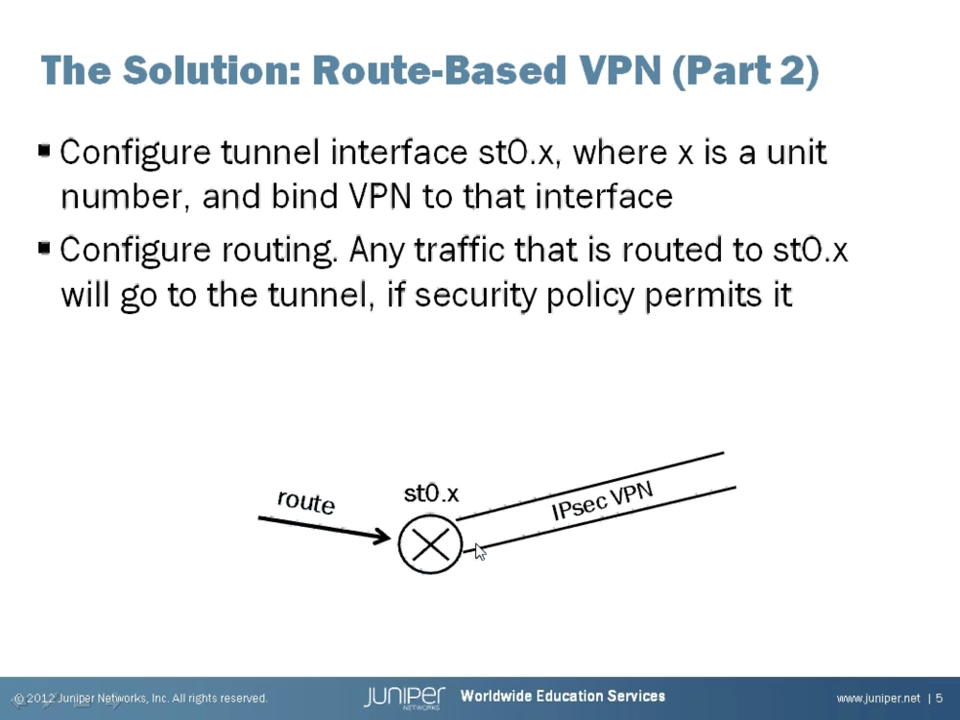 The Solution: Route-Based VPN (Part 2)
Configure tunnel interface st0.x, where x is a unit
number, and bind VPN to that interface
Configure routing. Any traffic that is routed to st0.x
will go to the tunnel, if security policy permits it
route
st0.x
IPsec VPN
© 2012 Juniper Networks, Inc. All rights reserved.
JUNIPER
NETWORKS
Worldwide Education Services
www.juniper.net | 5